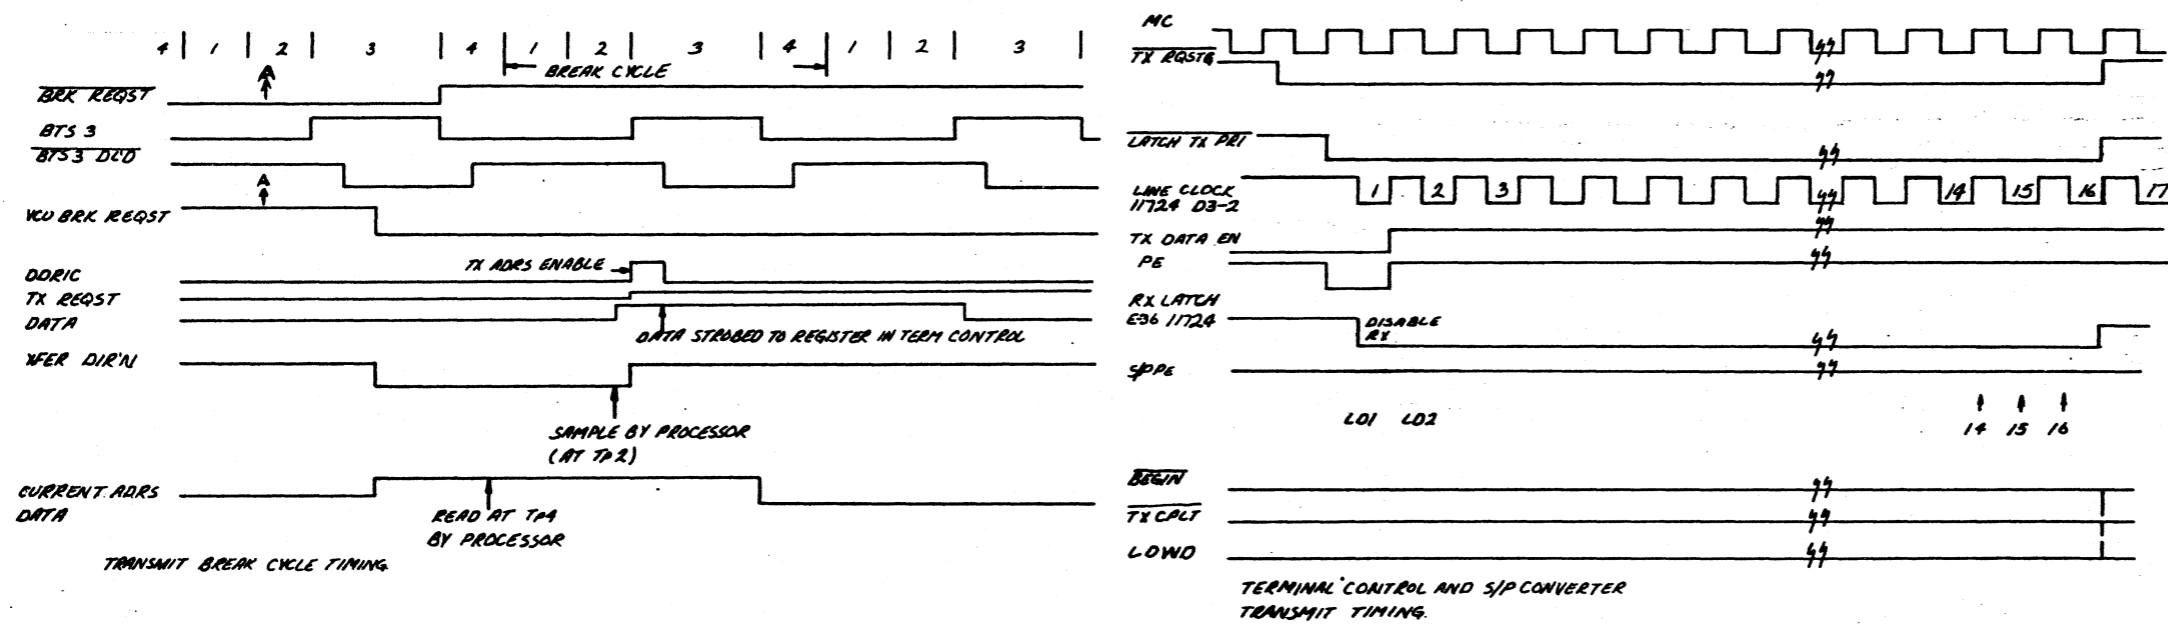 4 1 2 3 4 1 2 3 4 1 2 3
BREAK CYCLE
A
BRK REQST
BTS 3
BTS 3 DL'D
A
VCU BRK REQST
TX ADRS ENABLE
DDRIC
TX REQST
DATA
DATA STROBED TO REGISTER IN TERM CONTROL
XFER DIR'N
SAMPLE BY PROCESSOR
(AT TP2)
CURRENT ADRS
DATA
READ AT TP4
BY PROCESSOR
TRANSMIT BREAK CYCLE TIMING
MC
TX RQSTG
LATCH TX PRI
LINE CLOCK
11724 D3-2
1 2 3 14 15 16 17
TX DATA EN
PE
RX LATCH
E36 11724
DISABLE
RX
S/PPE
LD1 LD2
14 15 16
BEGIN
TX CPLT
LOWD
TERMINAL CONTROL AND S/P CONVERTER
TRANSMIT TIMING.